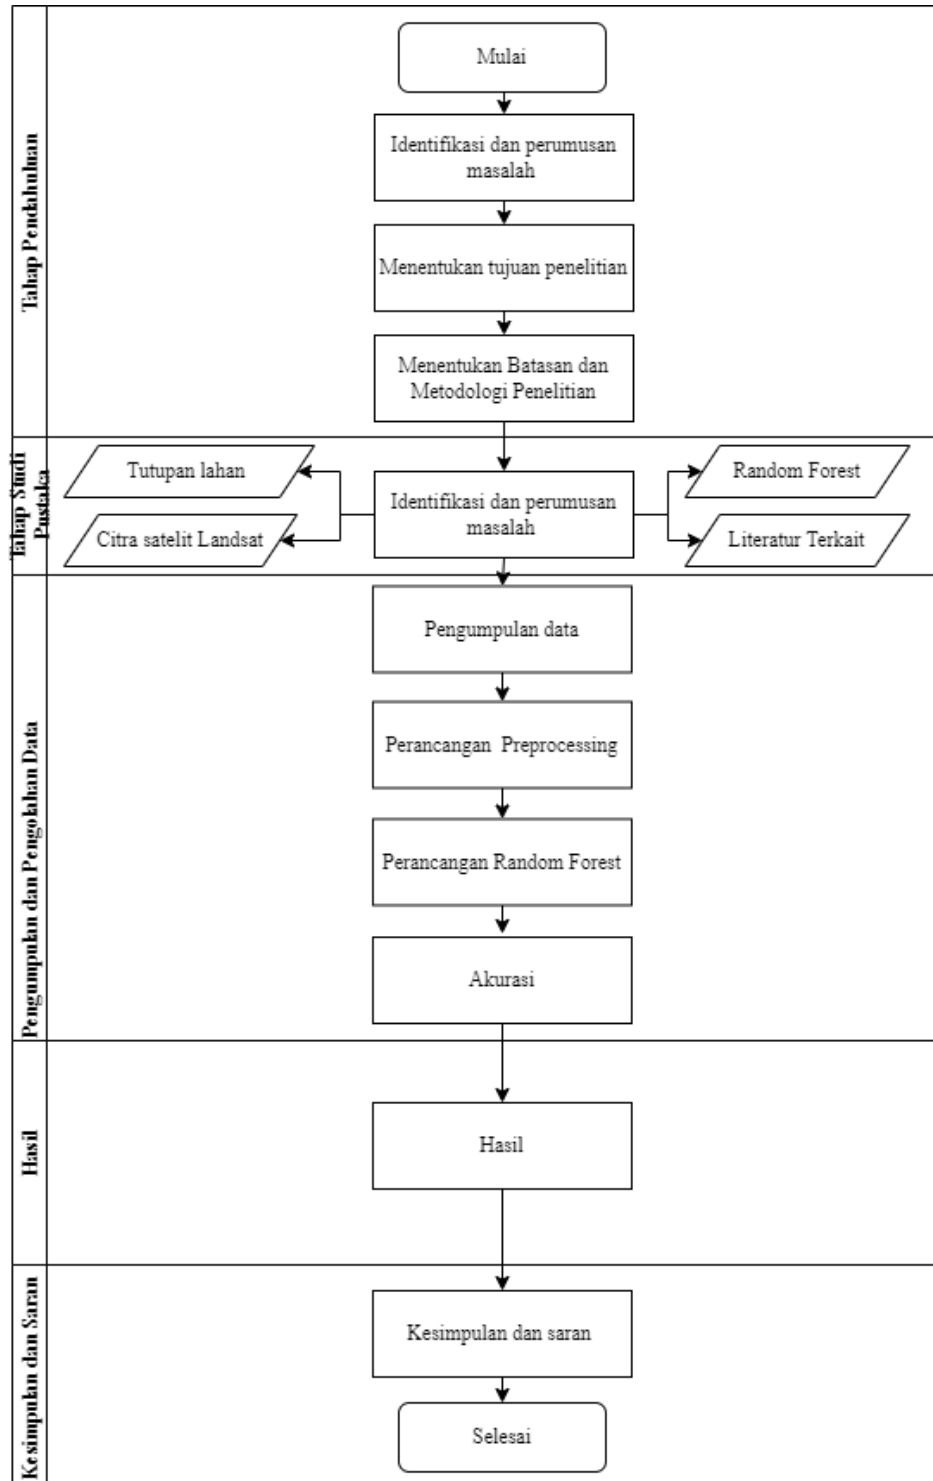 Tahap Pendahuluan
Mulai
Identifikasi dan perumusan
masalah
Menentukan tujuan penelitian
Menentukan Batasan dan
Metodologi Penelitian
Tahap Studi
Pustaka
Tutupan lahan
Citra satelit Landsat
Identifikasi dan perumusan
masalah
Random Forest
Literatur Terkait
Pengumpulan dan Pengolahan Data
Pengumpulan data
Perancangan  Preprocessing
Perancangan Random Forest
Akurasi
Hasil
Hasil
Kesimpulan dan Saran
Kesimpulan dan saran
Selesai